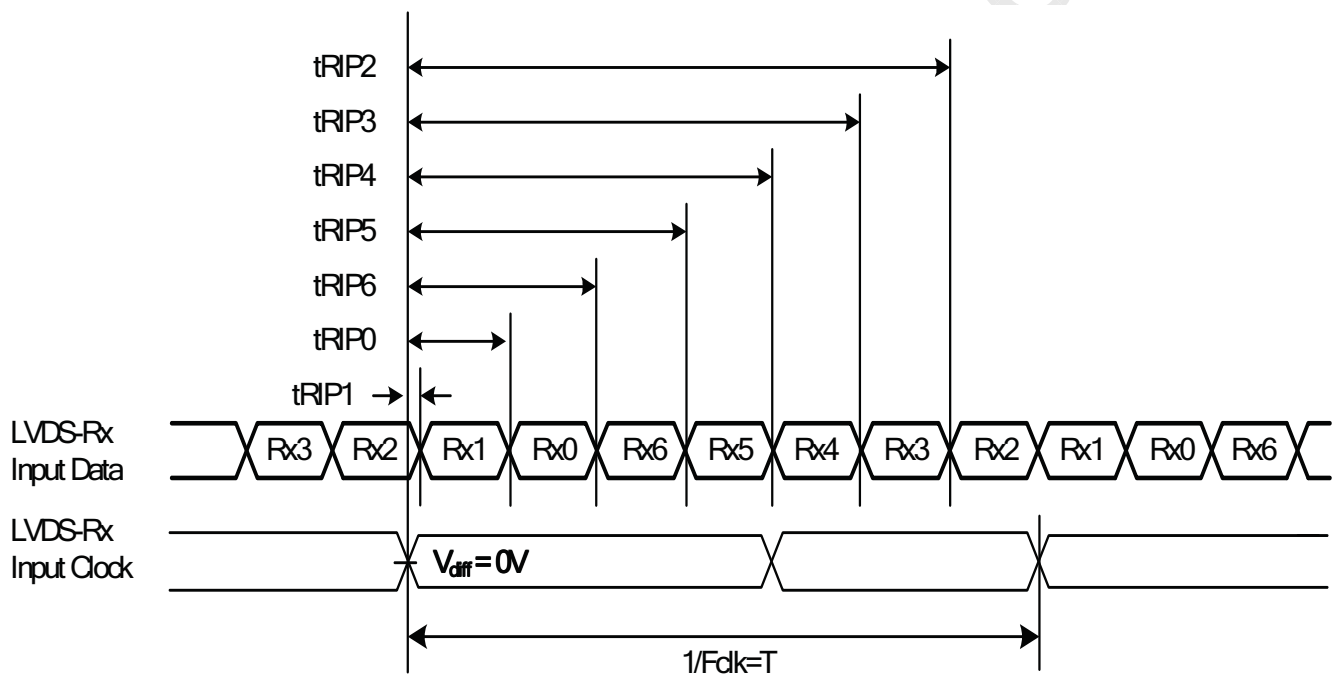 tRIP2
tRIP3
tRIP4
tRIP5
tRIP6
tRIP0
tRIP1
LVDS-Rx
Input Data
Rx3 Rx2 Rx1 Rx0 Rx6 Rx5 Rx4 Rx3 Rx2 Rx1 Rx0 Rx6
LVDS-Rx
Input Clock
Vdiff = 0V
1/Fclk=T